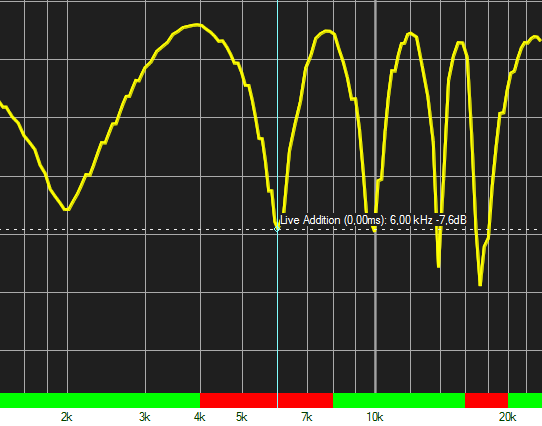 Live Addition (0,00ms): 6,00 kHz -7,6dB
2k 3k 4k 5k 7k 10k 20k